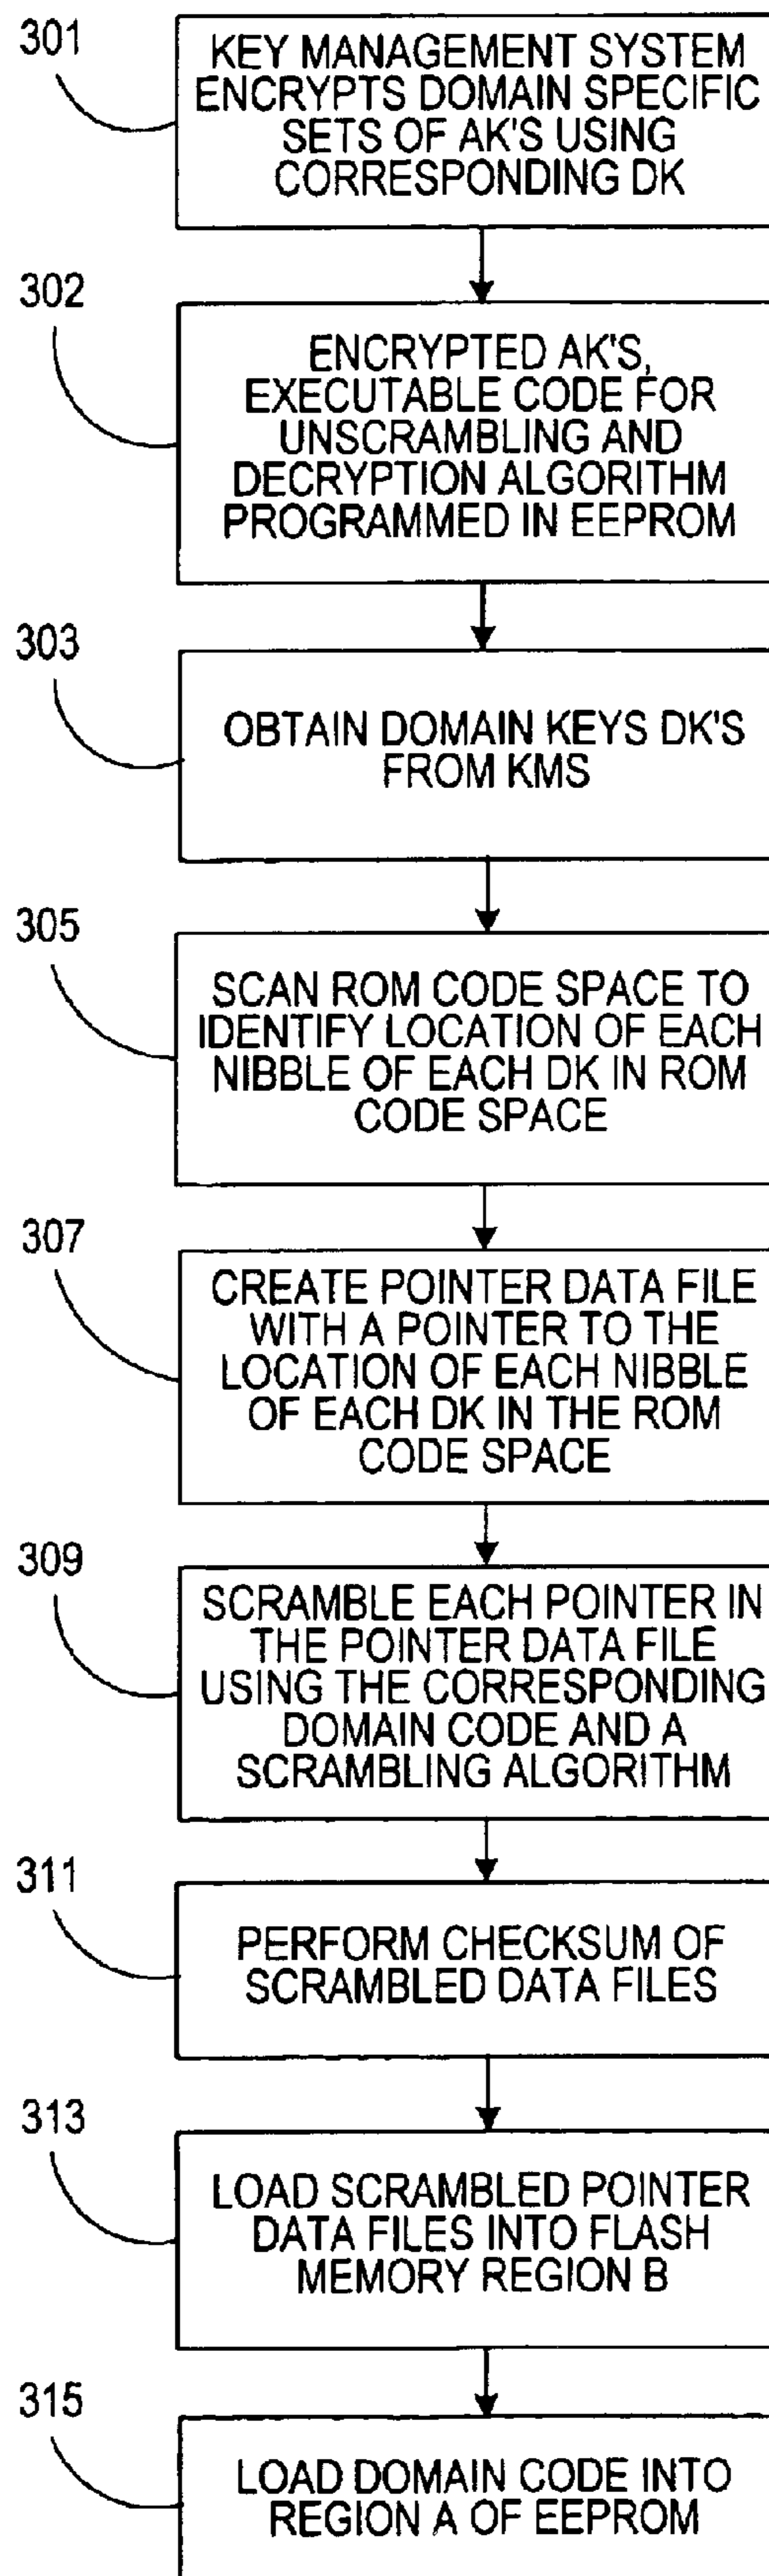 301
KEY MANAGEMENT SYSTEM
ENCRYPTS DOMAIN SPECIFIC
SETS OF AK'S USING
CORRESPONDING DK
302
ENCRYPTED AK'S,
EXECUTABLE CODE FOR
UNSCRAMBLING AND
DECRYPTION ALGORITHM
PROGRAMMED IN EEPROM
303
OBTAIN DOMAIN KEYS DK'S
FROM KMS
305
SCAN ROM CODE SPACE TO
IDENTIFY LOCATION OF EACH
NIBBLE OF EACH DK IN ROM
CODE SPACE
307
CREATE POINTER DATA FILE
WITH A POINTER TO THE
LOCATION OF EACH NIBBLE
OF EACH DK IN THE ROM
CODE SPACE
309
SCRAMBLE EACH POINTER IN
THE POINTER DATA FILE
USING THE CORRESPONDING
DOMAIN CODE AND A
SCRAMBLING ALGORITHM
311
PERFORM CHECKSUM OF
SCRAMBLED DATA FILES
313
LOAD SCRAMBLED POINTER
DATA FILES INTO FLASH
MEMORY REGION B
315
LOAD DOMAIN CODE INTO
REGION A OF EEPROM